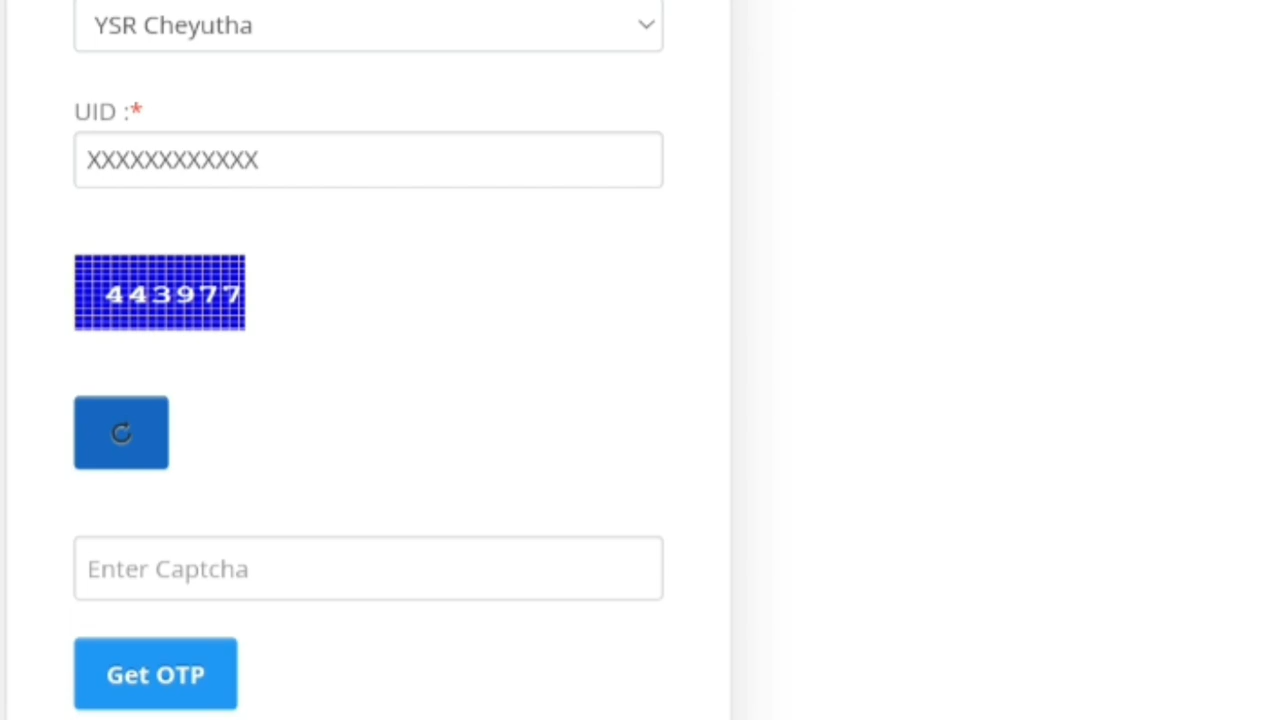 YSR Cheyutha
UID :*
XXXXXXXXXXXX
443977
Enter Captcha
Get OTP